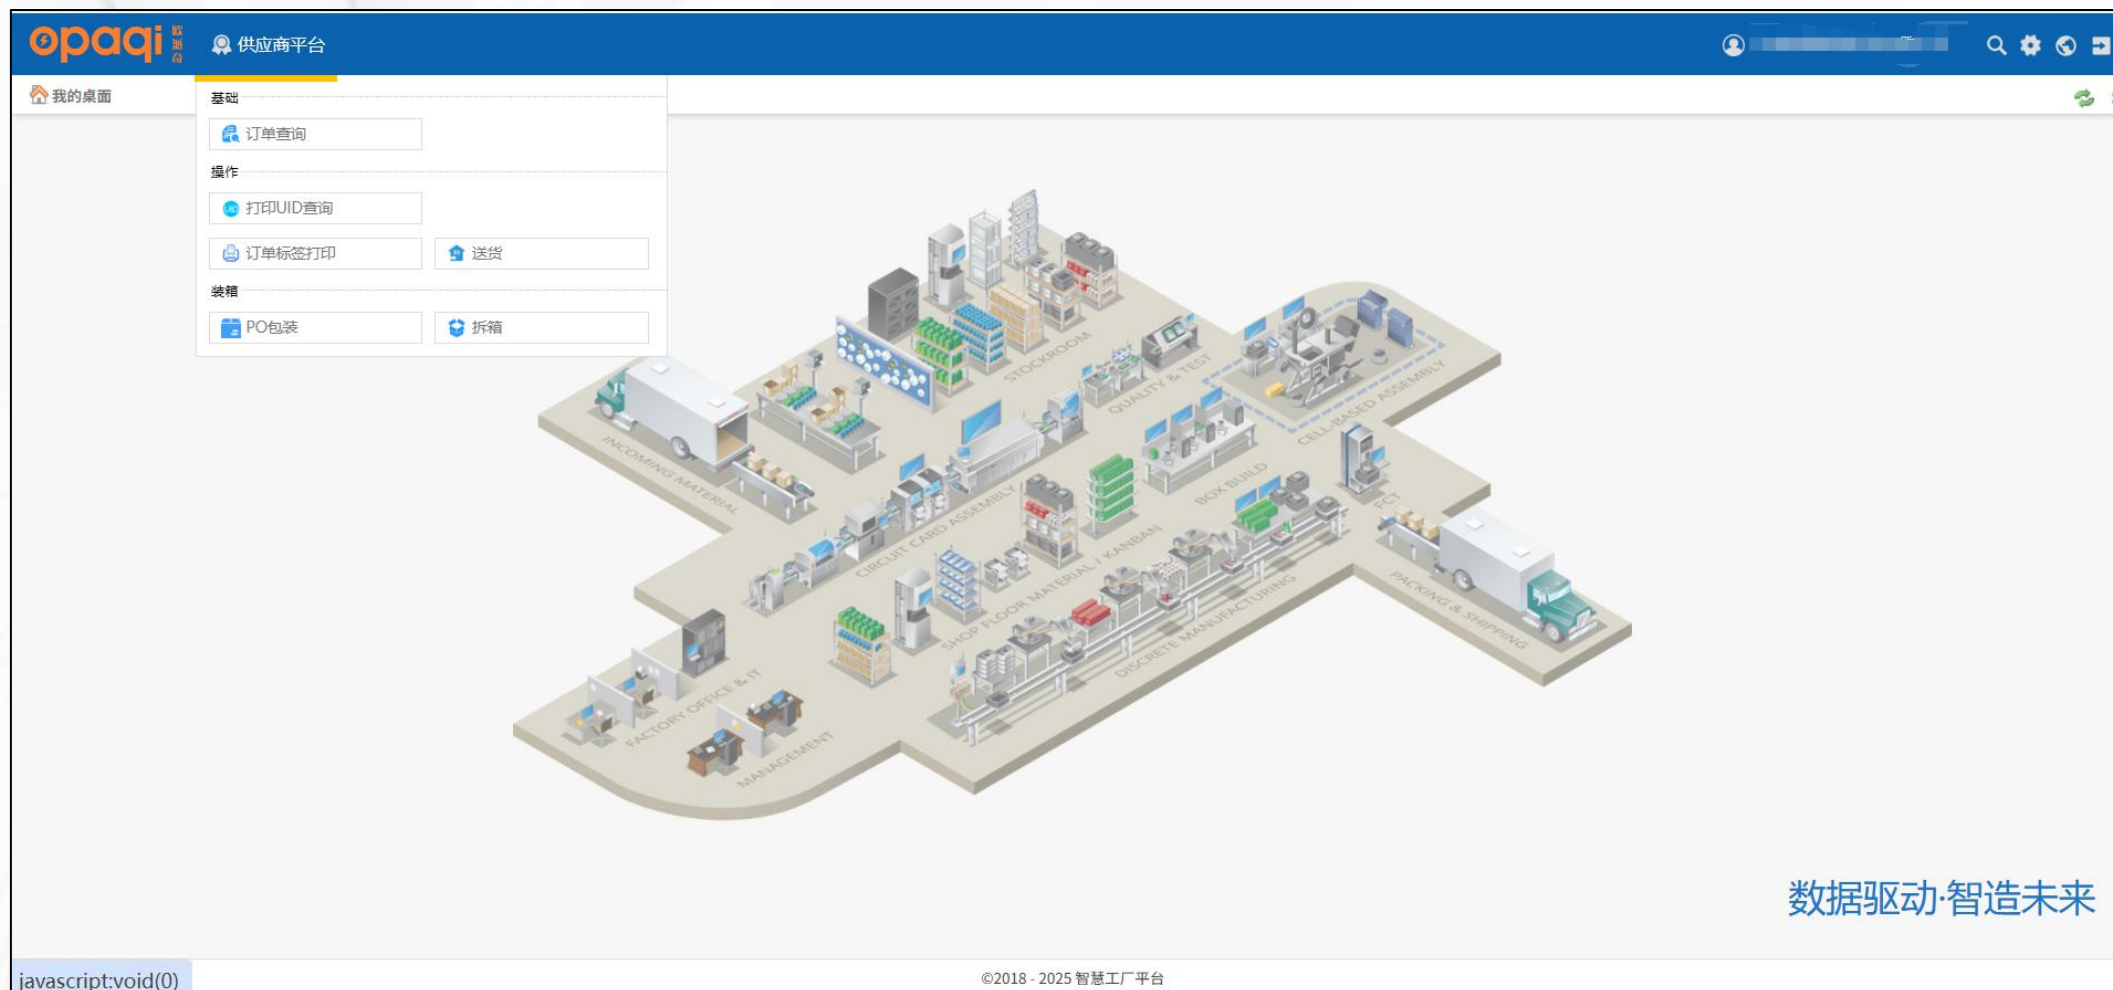 opaqi 欧派奇
供应商平台
我的桌面
基础
订单查询
操作
UID 打印UID查询
订单标签打印
送货
装箱
PO包装
拆箱
STOCKROOM
QUALITY & TEST
CELL-BASED ASSEMBLY
INCOMING MATERIAL
CIRCUIT CARD ASSEMBLY
BOX BUILD
FCT
SHOP FLOOR MATERIAL / KANBAN
DISCRETE MANUFACTURING
PACKING & SHIPPING
FACTORY OFFICE & IT
MANAGEMENT
数据驱动·智造未来
javascript:void(0)
©2018 - 2025 智慧工厂平台